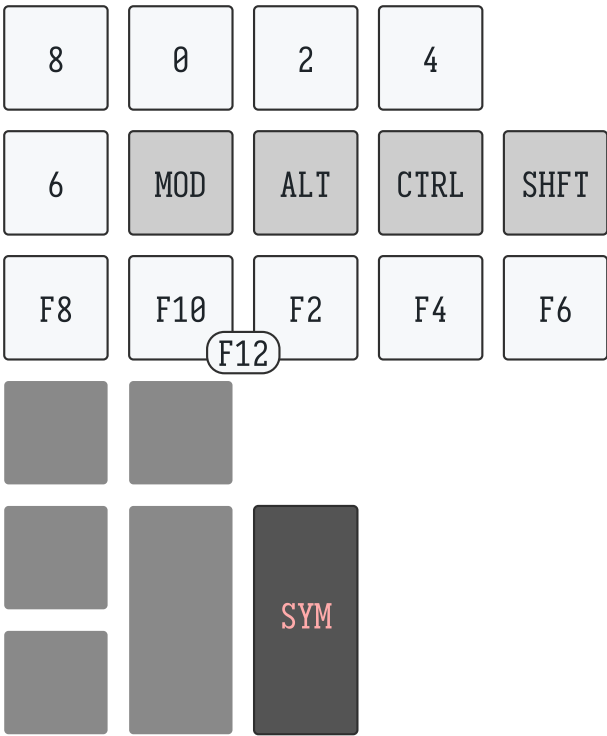 8 0 2 4
6 MOD ALT CTRL SHFT
F8 F10 F2 F4 F6
F12
SYM